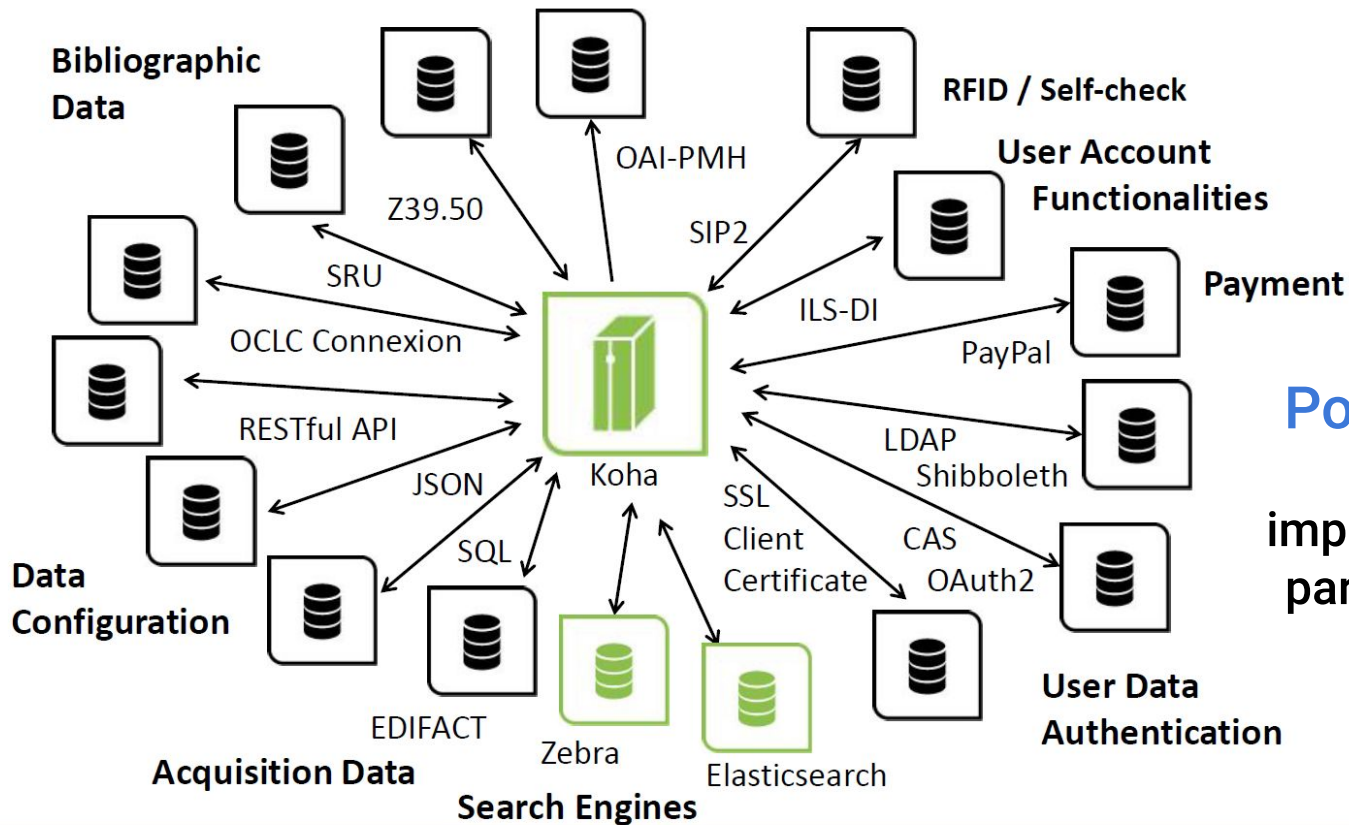 Bibliographic
Data
OAI-PMH
RFID / Self-check
User Account
Functionalities
Z39.50
SIP2
SRU
ILS-DI
Payment
OCLC Connexion
PayPal
RESTful API
LDAP
Shibboleth
JSON
Koha
SSL
Client
Certificate
CAS
OAuth2
SQL
Data
Configuration
EDIFACT
Zebra
Elasticsearch
User Data
Authentication
Acquisition Data
Search Engines